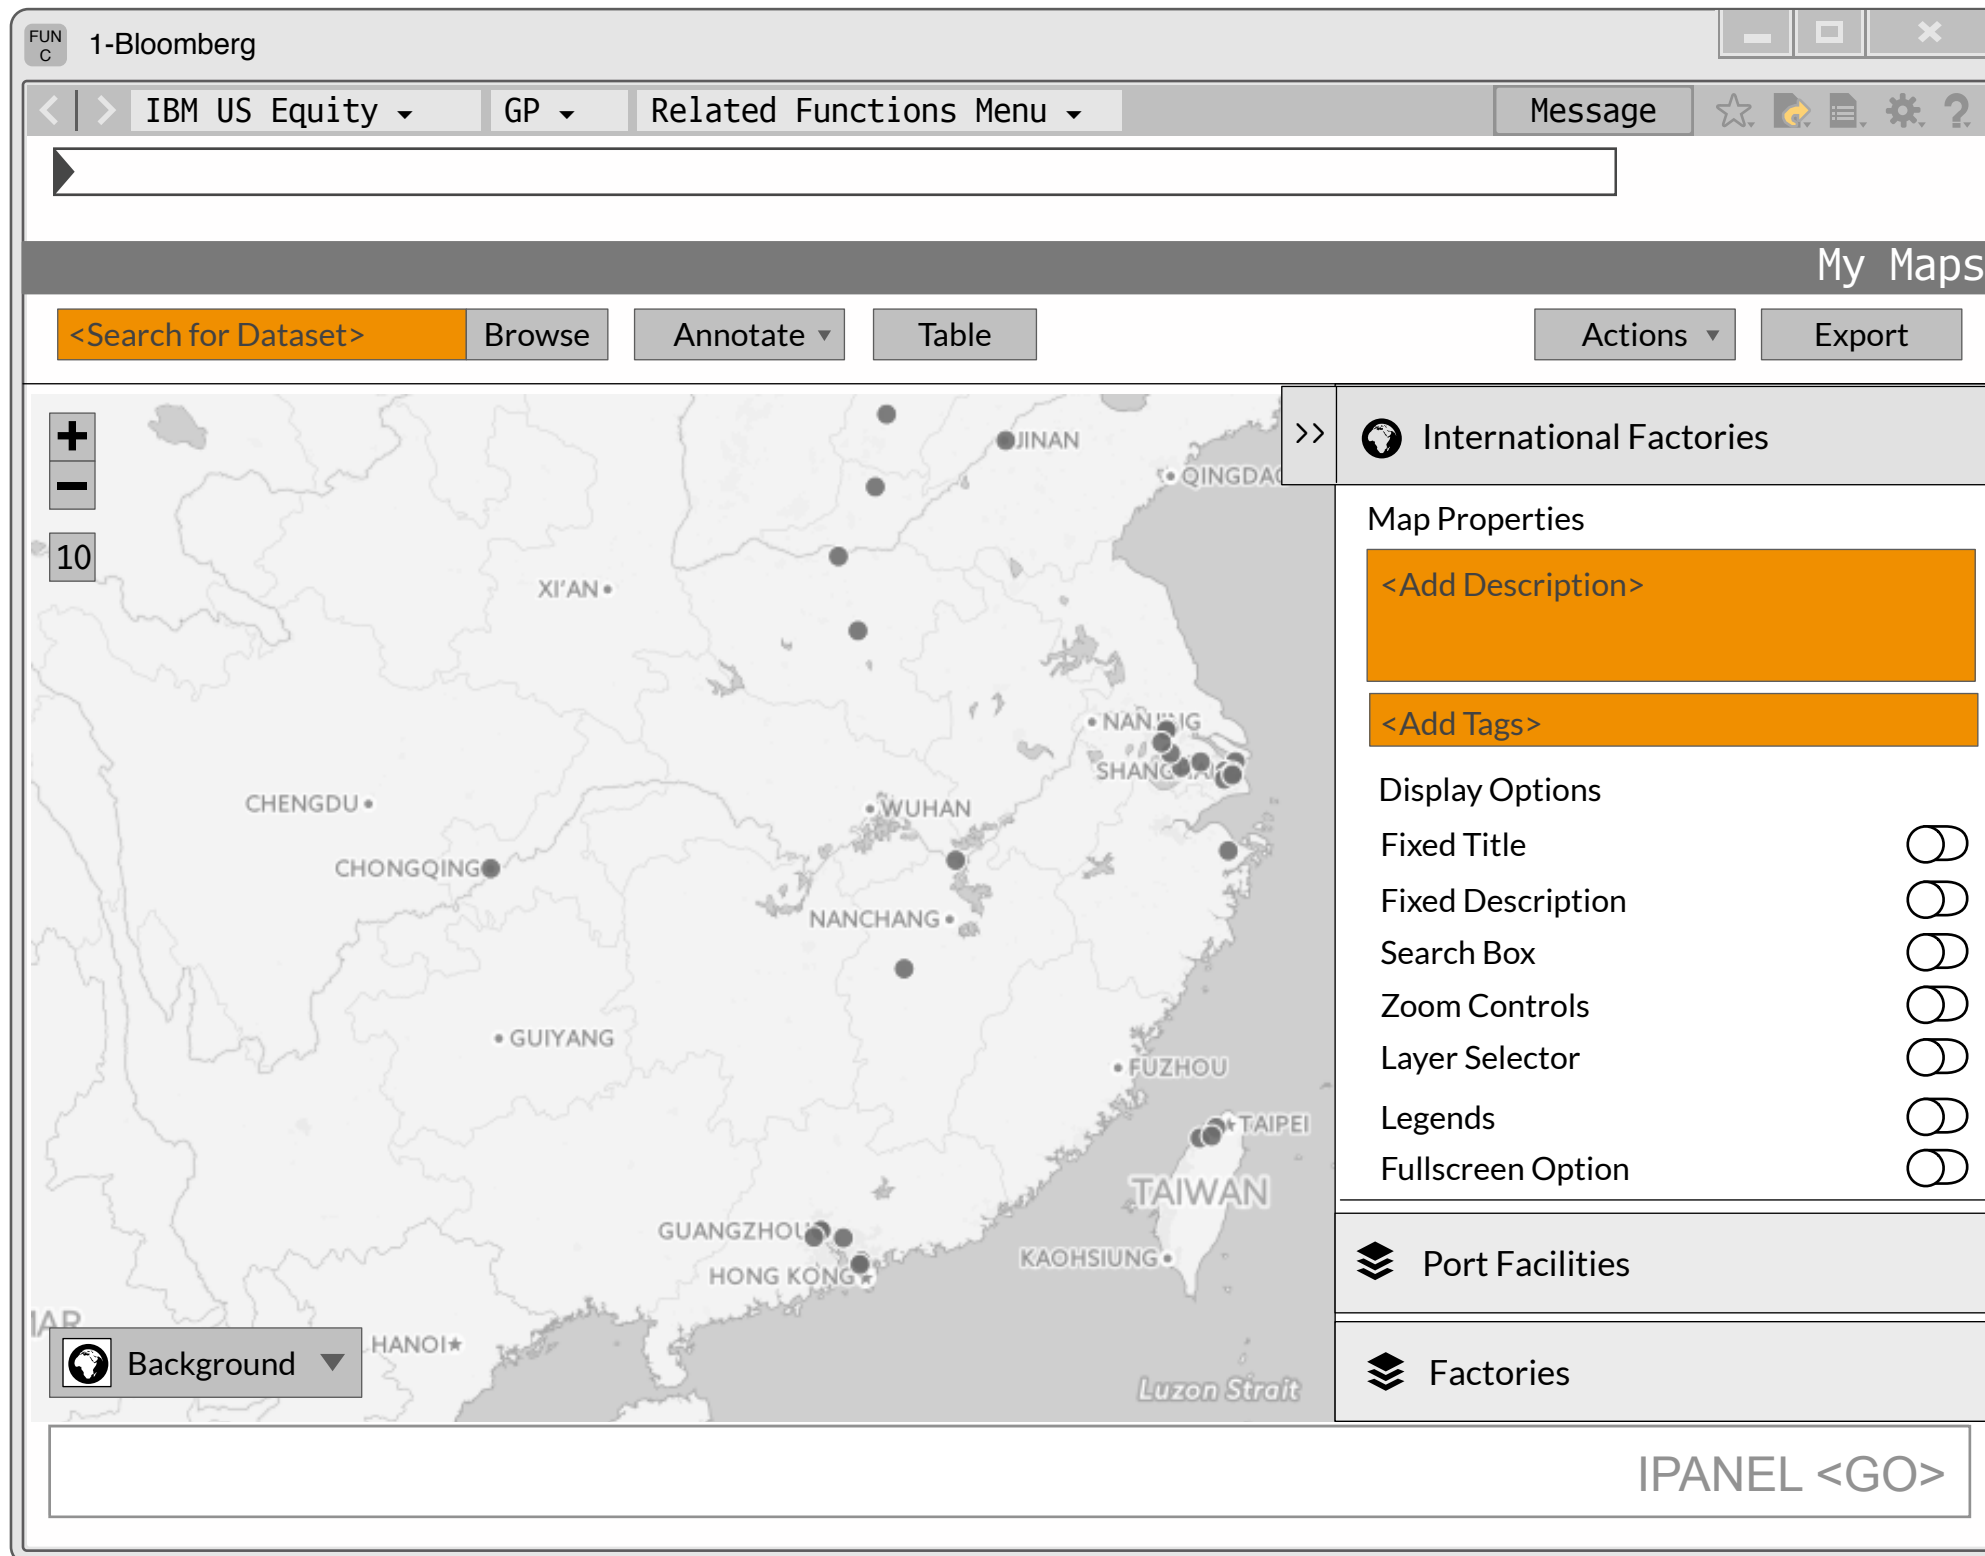 FUN
C
1-Bloomberg
IBM US Equity
GP
Related Functions Menu
Message
?
My Maps
<Search for Dataset>
Browse
Annotate
Table
Actions
Export
+
-
10
>>
International Factories
Map Properties
<Add Description>
<Add Tags>
Display Options
Fixed Title
Fixed Description
Search Box
Zoom Controls
Layer Selector
Legends
Fullscreen Option
Port Facilities
Factories
JINAN
XI'AN
CHENGDU
WUHAN
CHONGQING
NANCHANG
GUIYANG
FUZHOU
TAIPEI
TAIWAN
GUANGZHOU
KAOHSIUNG
HONG KONG
HANOI
Luzon Strait
Background
IPANEL <GO>